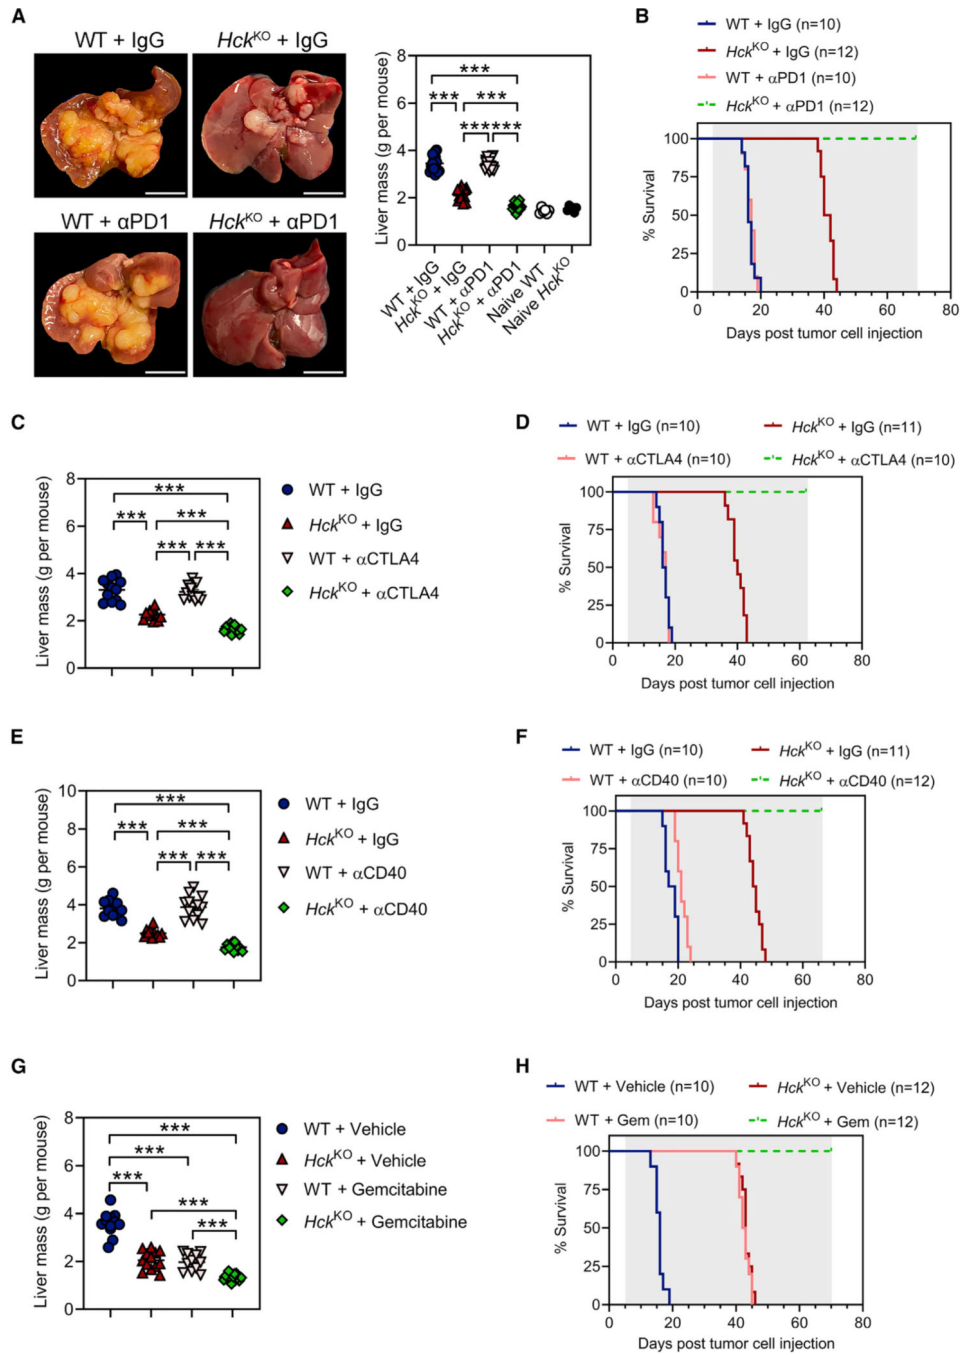 A
WT + IgG
HckKO + IgG
WT + αPD1
HckKO + αPD1
Liver mass (g per mouse)
8
6
4
2
0
***
*** ***
******
WT + IgG
HckKO + IgG
WT + αPD1
HckKO + αPD1
Naive WT
Naive HckKO
B
WT + IgG (n=10)
HckKO + IgG (n=12)
WT + αPD1 (n=10)
HckKO + αPD1 (n=12)
% Survival
100
75
50
25
0
0 20 40 60 80
Days post tumor cell injection
C
Liver mass (g per mouse)
8
6
4
2
0
***
*** ***
*** ***
WT + IgG
HckKO + IgG
WT + αCTLA4
HckKO + αCTLA4
D
WT + IgG (n=10) HckKO + IgG (n=11)
WT + αCTLA4 (n=10) HckKO + αCTLA4 (n=10)
% Survival
100
75
50
25
0
0 20 40 60 80
Days post tumor cell injection
E
Liver mass (g per mouse)
10
8
6
4
2
0
***
*** ***
*** ***
WT + IgG
HckKO + IgG
WT + αCD40
HckKO + αCD40
F
WT + IgG (n=10) HckKO + IgG (n=11)
WT + αCD40 (n=10) HckKO + αCD40 (n=12)
% Survival
100
75
50
25
0
0 20 40 60 80
Days post tumor cell injection
G
Liver mass (g per mouse)
8
6
4
2
0
***
***
***
***
***
WT + Vehicle
HckKO + Vehicle
WT + Gemcitabine
HckKO + Gemcitabine
H
WT + Vehicle (n=10) HckKO + Vehicle (n=12)
WT + Gem (n=10) HckKO + Gem (n=12)
% Survival
100
75
50
25
0
0 20 40 60 80
Days post tumor cell injection